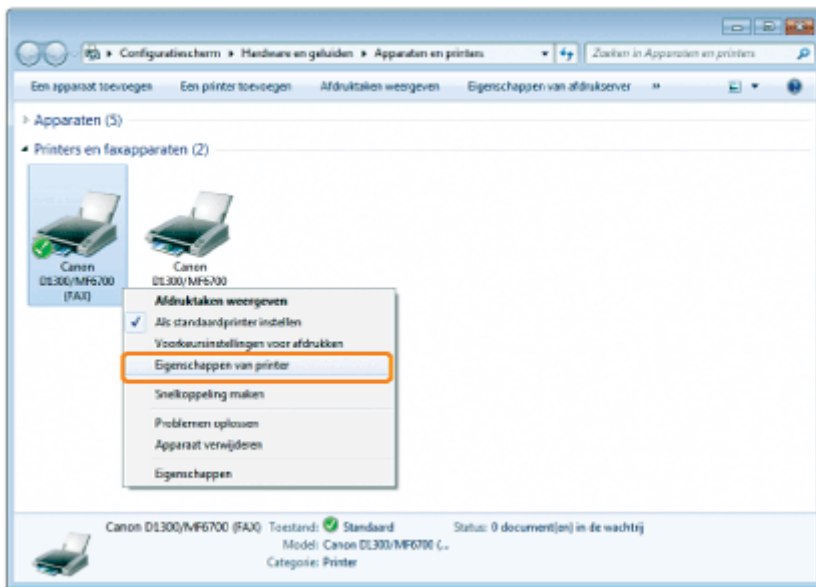 Configuratiescherm Hardware en geluiden Apparaten en printers Zoeken in Apparaten en printers
Een apparaat toevoegen Een printer toevoegen Afdruktaken weergeven Eigenschappen van afdrukserver »
Apparaten (5)
Printers en faxapparaten (2)
Canon
D1300/MF6700
(FAX)
Canon
D1300/MF6700
Afdruktaken weergeven
Als standaardprinter instellen
Voorkeursinstellingen voor afdrukken
Eigenschappen van printer
Snelkoppeling maken
Problemen oplossen
Apparaat verwijderen
Eigenschappen
Canon D1300/MF6700 (FAX) Toestand: Standaard Status: 0 document(en) in de wachtrij
Model: Canon D1300/MF6700 (...
Categorie: Printer